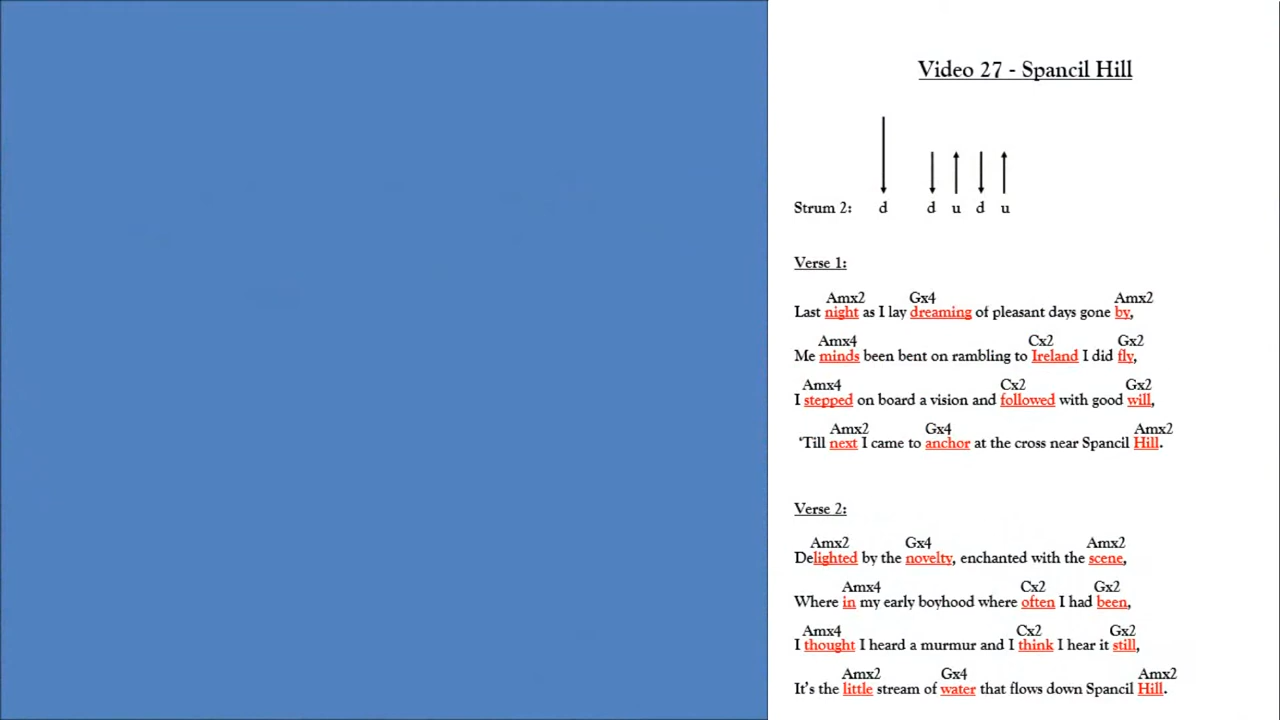 Video 27 - Spancil Hill
Strum 2: d d u d u
Verse 1:
Amx2 Gx4 Amx2
Last night as I lay dreaming of pleasant days gone by,
Amx4 Cx2 Gx2
Me minds been bent on rambling to Ireland I did fly,
Amx4 Cx2 Gx2
I stepped on board a vision and followed with good will,
Amx2 Gx4 Amx2
‘Till next I came to anchor at the cross near Spancil Hill.
Verse 2:
Amx2 Gx4 Amx2
Delighted by the novelty, enchanted with the scene,
Amx4 Cx2 Gx2
Where in my early boyhood where often I had been,
Amx4 Cx2 Gx2
I thought I heard a murmur and I think I hear it still,
Amx2 Gx4 Amx2
It’s the little stream of water that flows down Spancil Hill.